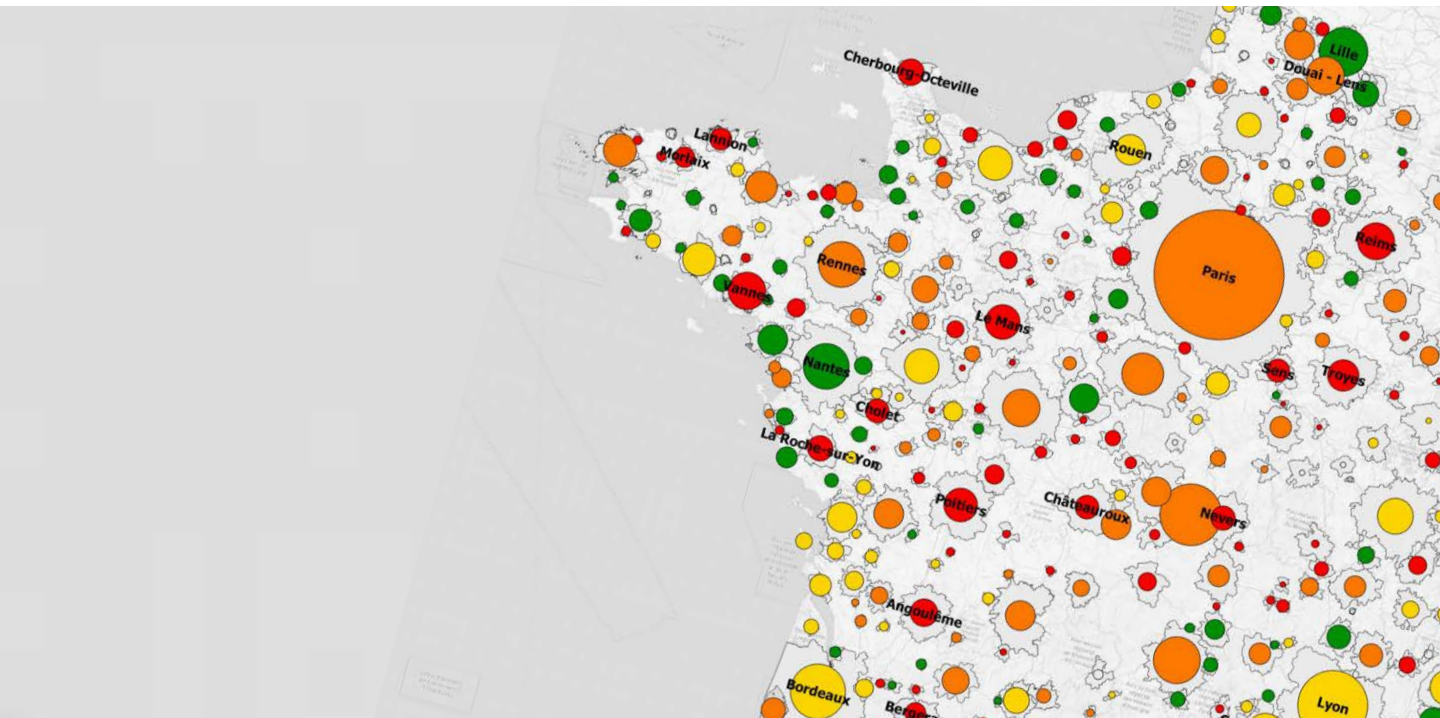 Lille
Cherbourg-Octeville
Douai - Lens
Lannion
Morlaix
Rouen
Reims
Rennes
Paris
Vannes
Le Mans
Nantes
Sens
Troyes
Cholet
La Roche-sur-Yon
Poitiers
Châteauroux
Nevers
Angoulême
Bordeaux
Lyon